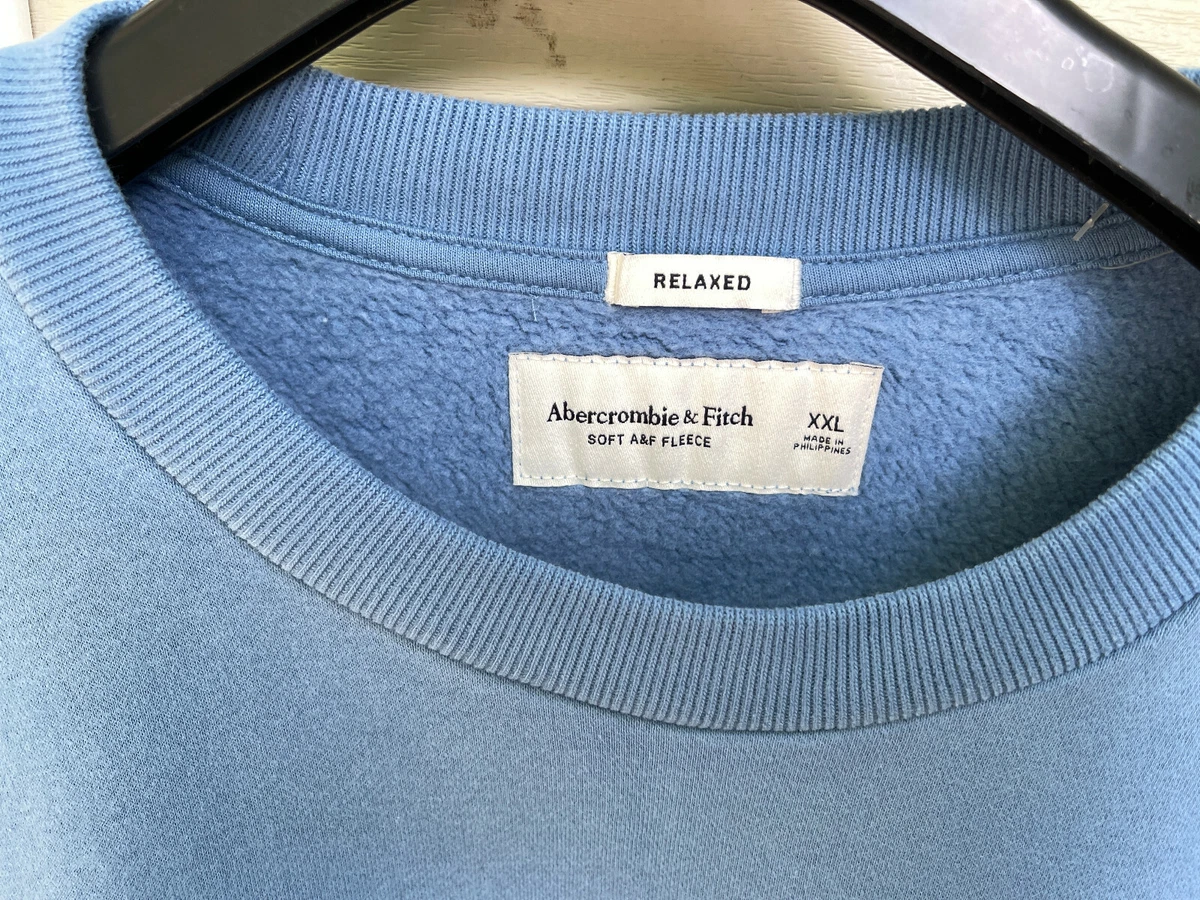 RELAXED
Abercrombie & Fitch
SOFT A&F FLEECE
XXL
MADE IN
PHILIPPINES